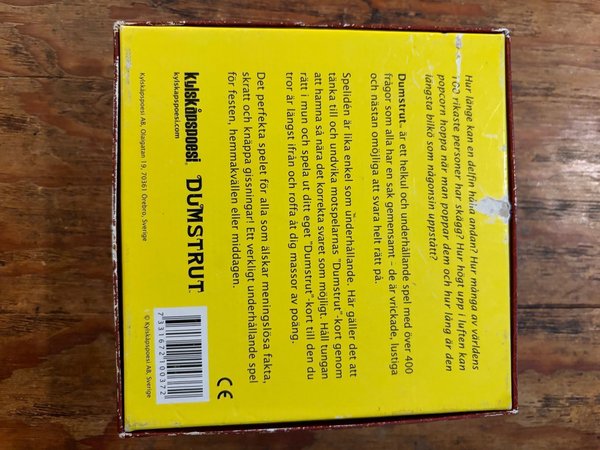 Hur länge kan en delfin hålla andan? Hur många av världens
rikaste personer har skägg? Hur högt upp i luften kan
popcorn hoppa när man poppar dem och hur lång är den
längsta bilkö som någonsin uppstått?
Dumstrut. är ett helkul och underhållande spel med över 400
frågor som alla har en sak gemensamt – de är vrickade, lustiga
och nästan omöjliga att svara helt rätt på.
Spelidén är lika enkel som underhållande. Här gäller det att
tänka till och undvika motspelarnas "Dumstrut"-kort genom
att hamna så nära det korrekta svaret som möjligt. Håll tungan
rätt i mun och spela ut ditt eget "Dumstrut"-kort till den du
tror är längst ifrån och roffa åt dig massor av poäng.
Det perfekta spelet för alla som älskar meningslösa fakta,
skratt och knäppa gissningar! Ett verkligt underhållande spel
för festen, hemmakvällen eller middagen.
kylskåpspoesi
kylskapspoesi.com
DUMSTRUT
7 331672 100372
CE
Kylskåpspoesi AB, Olaigatan 19, 70361 Örebro, Sverige
© Kylskåpspoesi AB, Sverige